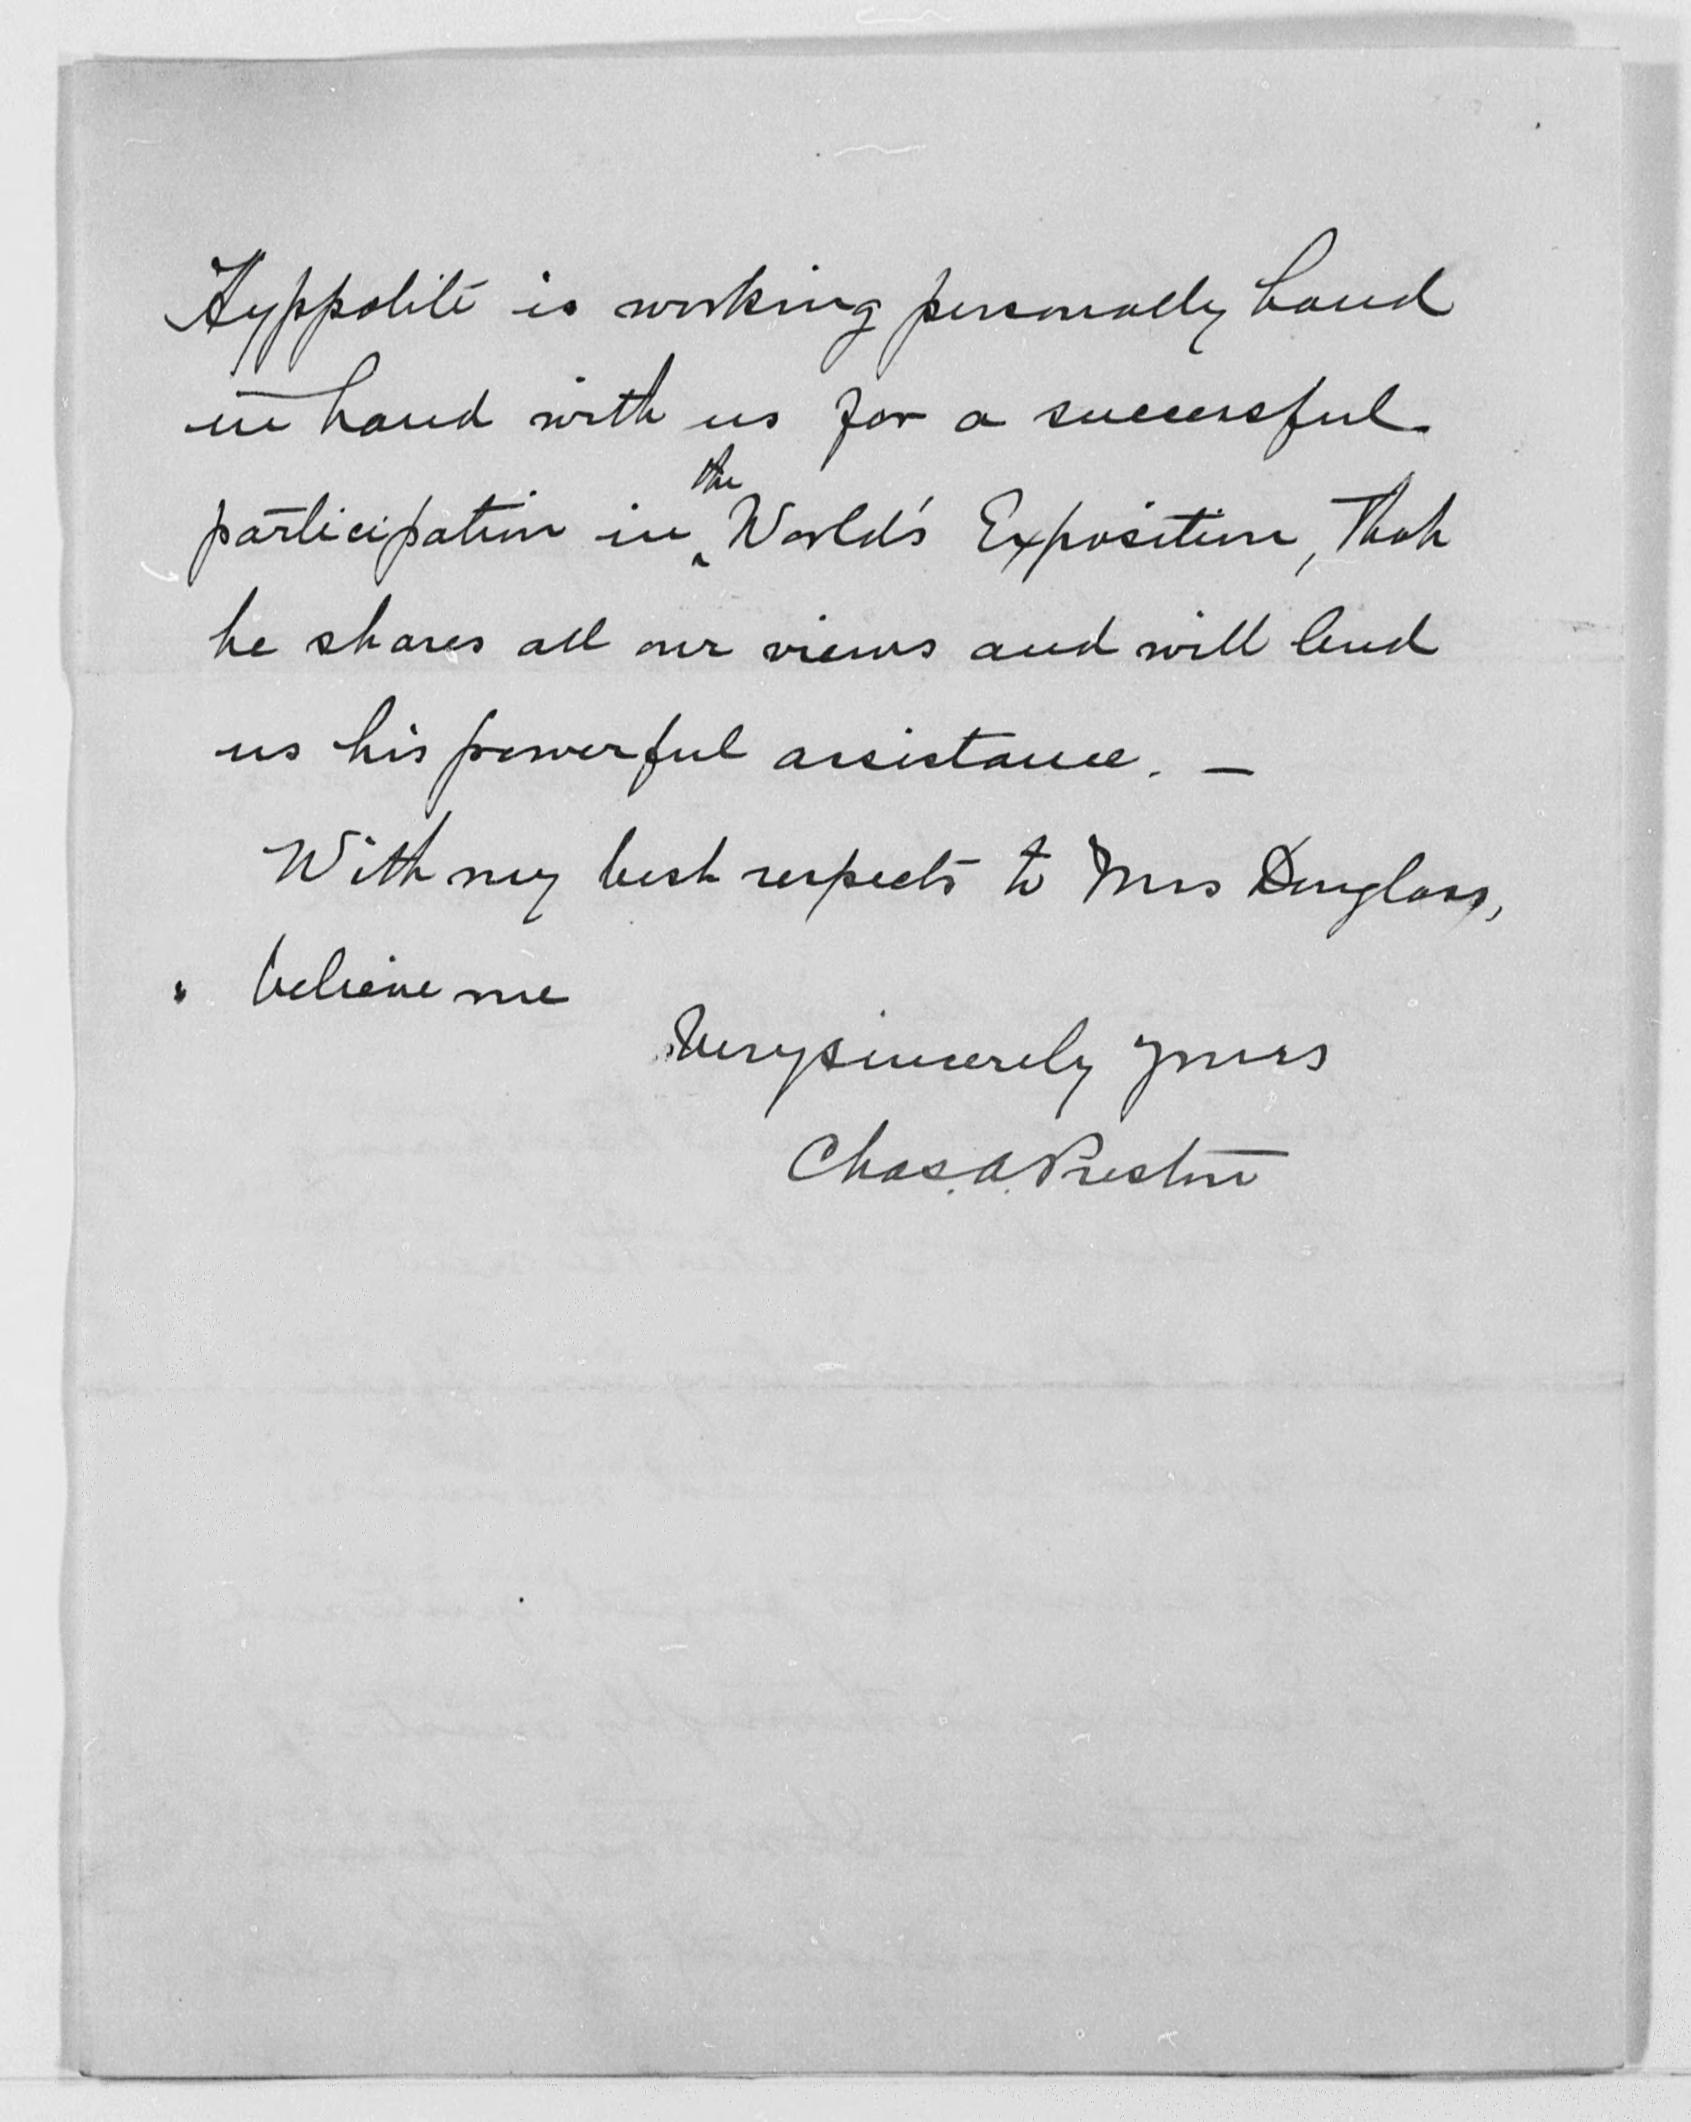 Hyppolite is working personally hand
in hand with us for a successful
participation in the World's Exposition, that
he shares all our views and will lend
us his powerful assistance. —
With my best respects to Mrs Douglass,
believe me
Very sincerely yours
Chas. A. Preston